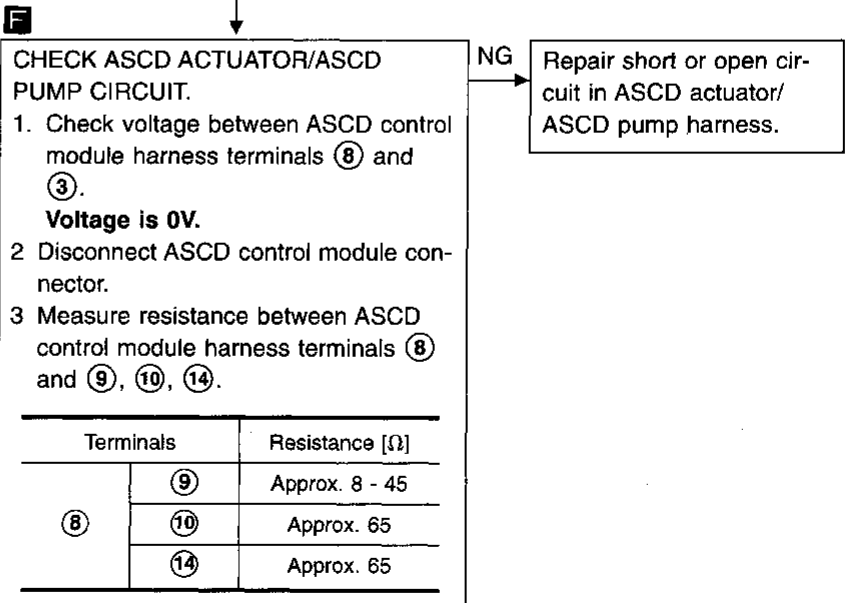 F
CHECK ASCD ACTUATOR/ASCD
PUMP CIRCUIT.
1. Check voltage between ASCD control
module harness terminals ⑧ and
③.
Voltage is 0V.
2 Disconnect ASCD control module con-
nector.
3 Measure resistance between ASCD
control module harness terminals ⑧
and ⑨, ⑩, ⑭.
Terminals Resistance [Ω]
⑨ Approx. 8 - 45
⑧ ⑩ Approx. 65
⑭ Approx. 65
NG
Repair short or open cir-
cuit in ASCD actuator/
ASCD pump harness.